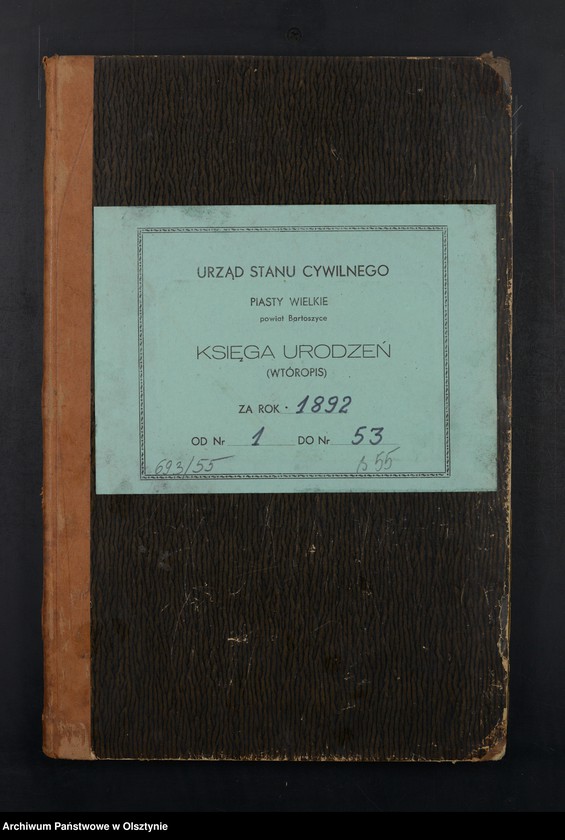 URZĄD STANU CYWILNEGO
PIASTY WIELKIE
powiat Bartoszyce
KSIĘGA URODZEŃ
(WTÓROPIS)
ZA ROK 1892
OD Nr 1 DO Nr 53
693/55 55
Archiwum Państwowe w Olsztynie